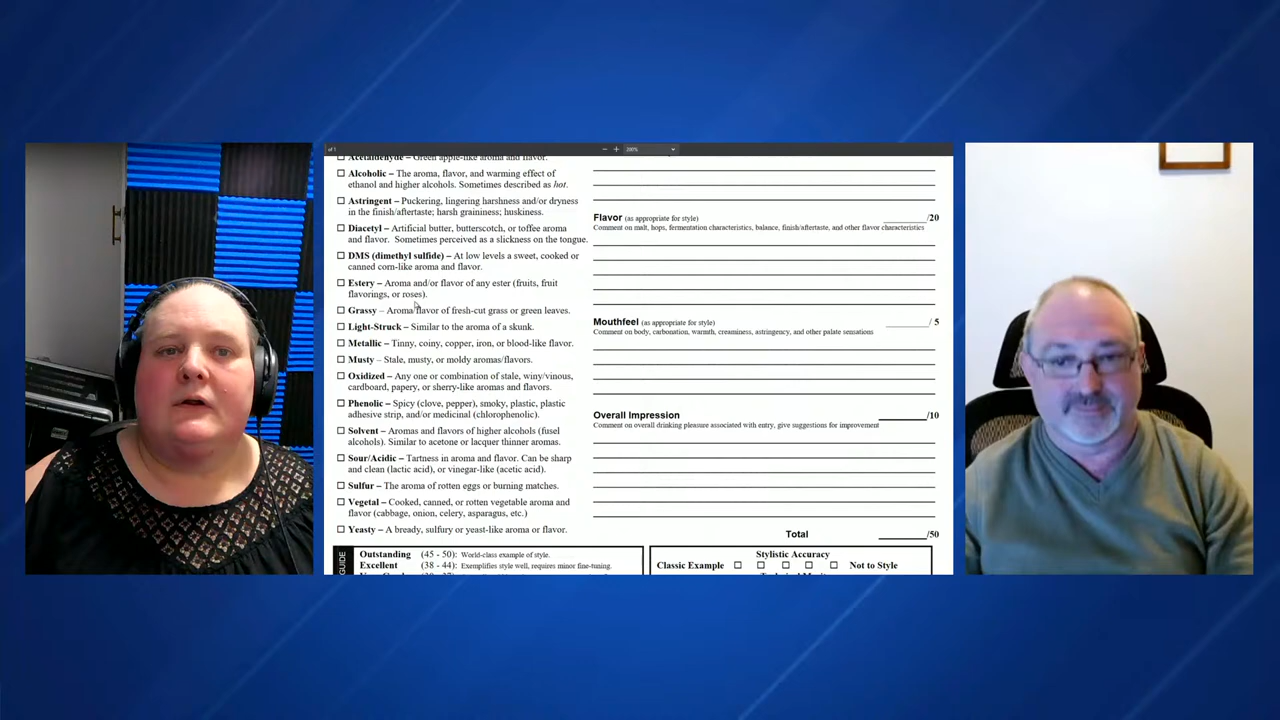 of 1
200%
Acetaldehyde – Green apple-like aroma and flavor.
Alcoholic – The aroma, flavor, and warming effect of
ethanol and higher alcohols. Sometimes described as hot.
Astringent – Puckering, lingering harshness and/or dryness
in the finish/aftertaste; harsh graininess; huskiness.
Diacetyl – Artificial butter, butterscotch, or toffee aroma
and flavor. Sometimes perceived as a slickness on the tongue.
DMS (dimethyl sulfide) – At low levels a sweet, cooked or
canned corn-like aroma and flavor.
Estery – Aroma and/or flavor of any ester (fruits, fruit
flavorings, or roses).
Grassy – Aroma/flavor of fresh-cut grass or green leaves.
Light-Struck – Similar to the aroma of a skunk.
Metallic – Tinny, coiny, copper, iron, or blood-like flavor.
Musty – Stale, musty, or moldy aromas/flavors.
Oxidized – Any one or combination of stale, winy/vinous,
cardboard, papery, or sherry-like aromas and flavors.
Phenolic – Spicy (clove, pepper), smoky, plastic, plastic
adhesive strip, and/or medicinal (chlorophenolic).
Solvent – Aromas and flavors of higher alcohols (fusel
alcohols). Similar to acetone or lacquer thinner aromas.
Sour/Acidic – Tartness in aroma and flavor. Can be sharp
and clean (lactic acid), or vinegar-like (acetic acid).
Sulfur – The aroma of rotten eggs or burning matches.
Vegetal – Cooked, canned, or rotten vegetable aroma and
flavor (cabbage, onion, celery, asparagus, etc.)
Yeasty – A bready, sulfury or yeast-like aroma or flavor.
Flavor (as appropriate for style) /20
Comment on malt, hops, fermentation characteristics, balance, finish/aftertaste, and other flavor characteristics
Mouthfeel (as appropriate for style) / 5
Comment on body, carbonation, warmth, creaminess, astringency, and other palate sensations
Overall Impression /10
Comment on overall drinking pleasure associated with entry, give suggestions for improvement
Total /50
GUIDE
Outstanding (45 - 50): World-class example of style.
Excellent (38 - 44): Exemplifies style well, requires minor fine-tuning.
Stylistic Accuracy
Classic Example Not to Style